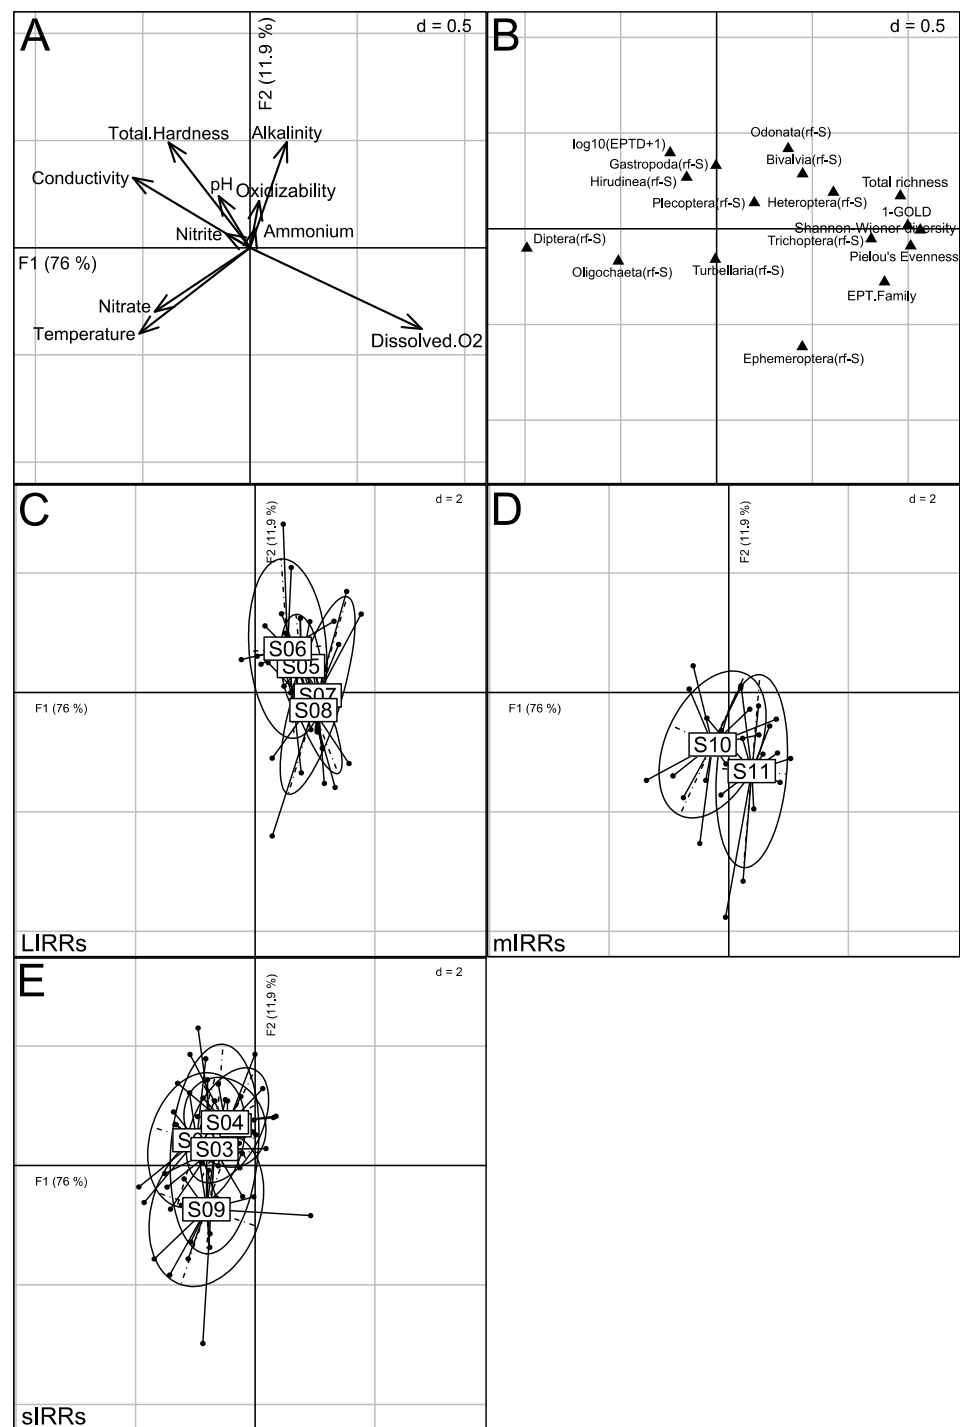 A
d = 0.5
F2 (11.9 %)
Total.Hardness
Alkalinity
Conductivity
pH
Oxidizability
Nitrite
Ammonium
F1 (76 %)
Nitrate
Temperature
Dissolved.O2
B
d = 0.5
Odonata(rf-S)
log10(EPTD+1)
Bivalvia(rf-S)
Gastropoda(rf-S)
Hirudinea(rf-S)
Total richness
Plecoptera(rf-S)
Heteroptera(rf-S)
1-GOLD
Shannon-Wiener diversity
Diptera(rf-S)
Trichoptera(rf-S)
Pielou's Evenness
Oligochaeta(rf-S)
Turbellaria(rf-S)
EPT.Family
Ephemeroptera(rf-S)
C
d = 2
F2 (11.9 %)
S06
S05
S07
S08
F1 (76 %)
LIRRs
D
d = 2
F2 (11.9 %)
F1 (76 %)
S10
S11
mIRRs
E
d = 2
F2 (11.9 %)
S04
S03
F1 (76 %)
S09
sIRRs